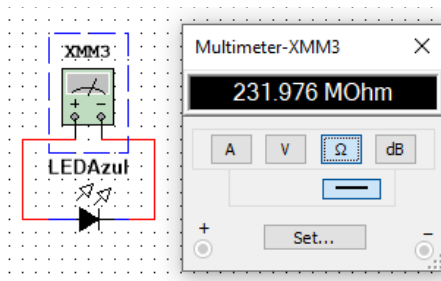 XMM3
LEDAzul
Multimeter-XMM3
231.976 MOhm
A
V
Ω
dB
+
Set...
−